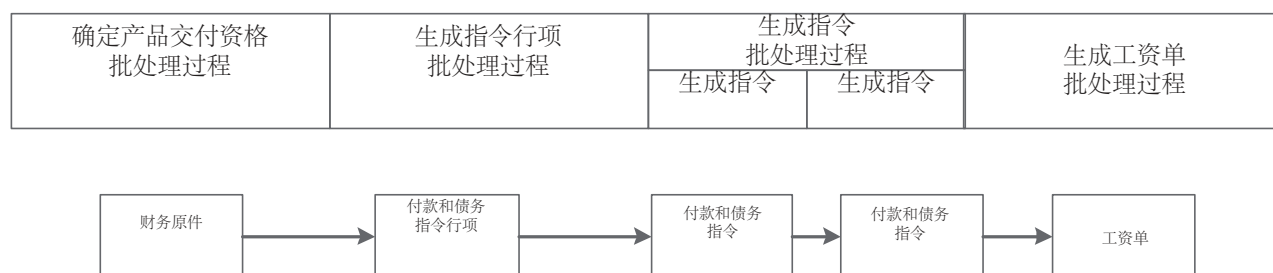 确定产品交付资格
批处理过程
生成指令行项
批处理过程
生成指令
批处理过程
生成指令
生成指令
生成工资单
批处理过程
财务原件
付款和债务
指令行项
付款和债务
指令
付款和债务
指令
工资单